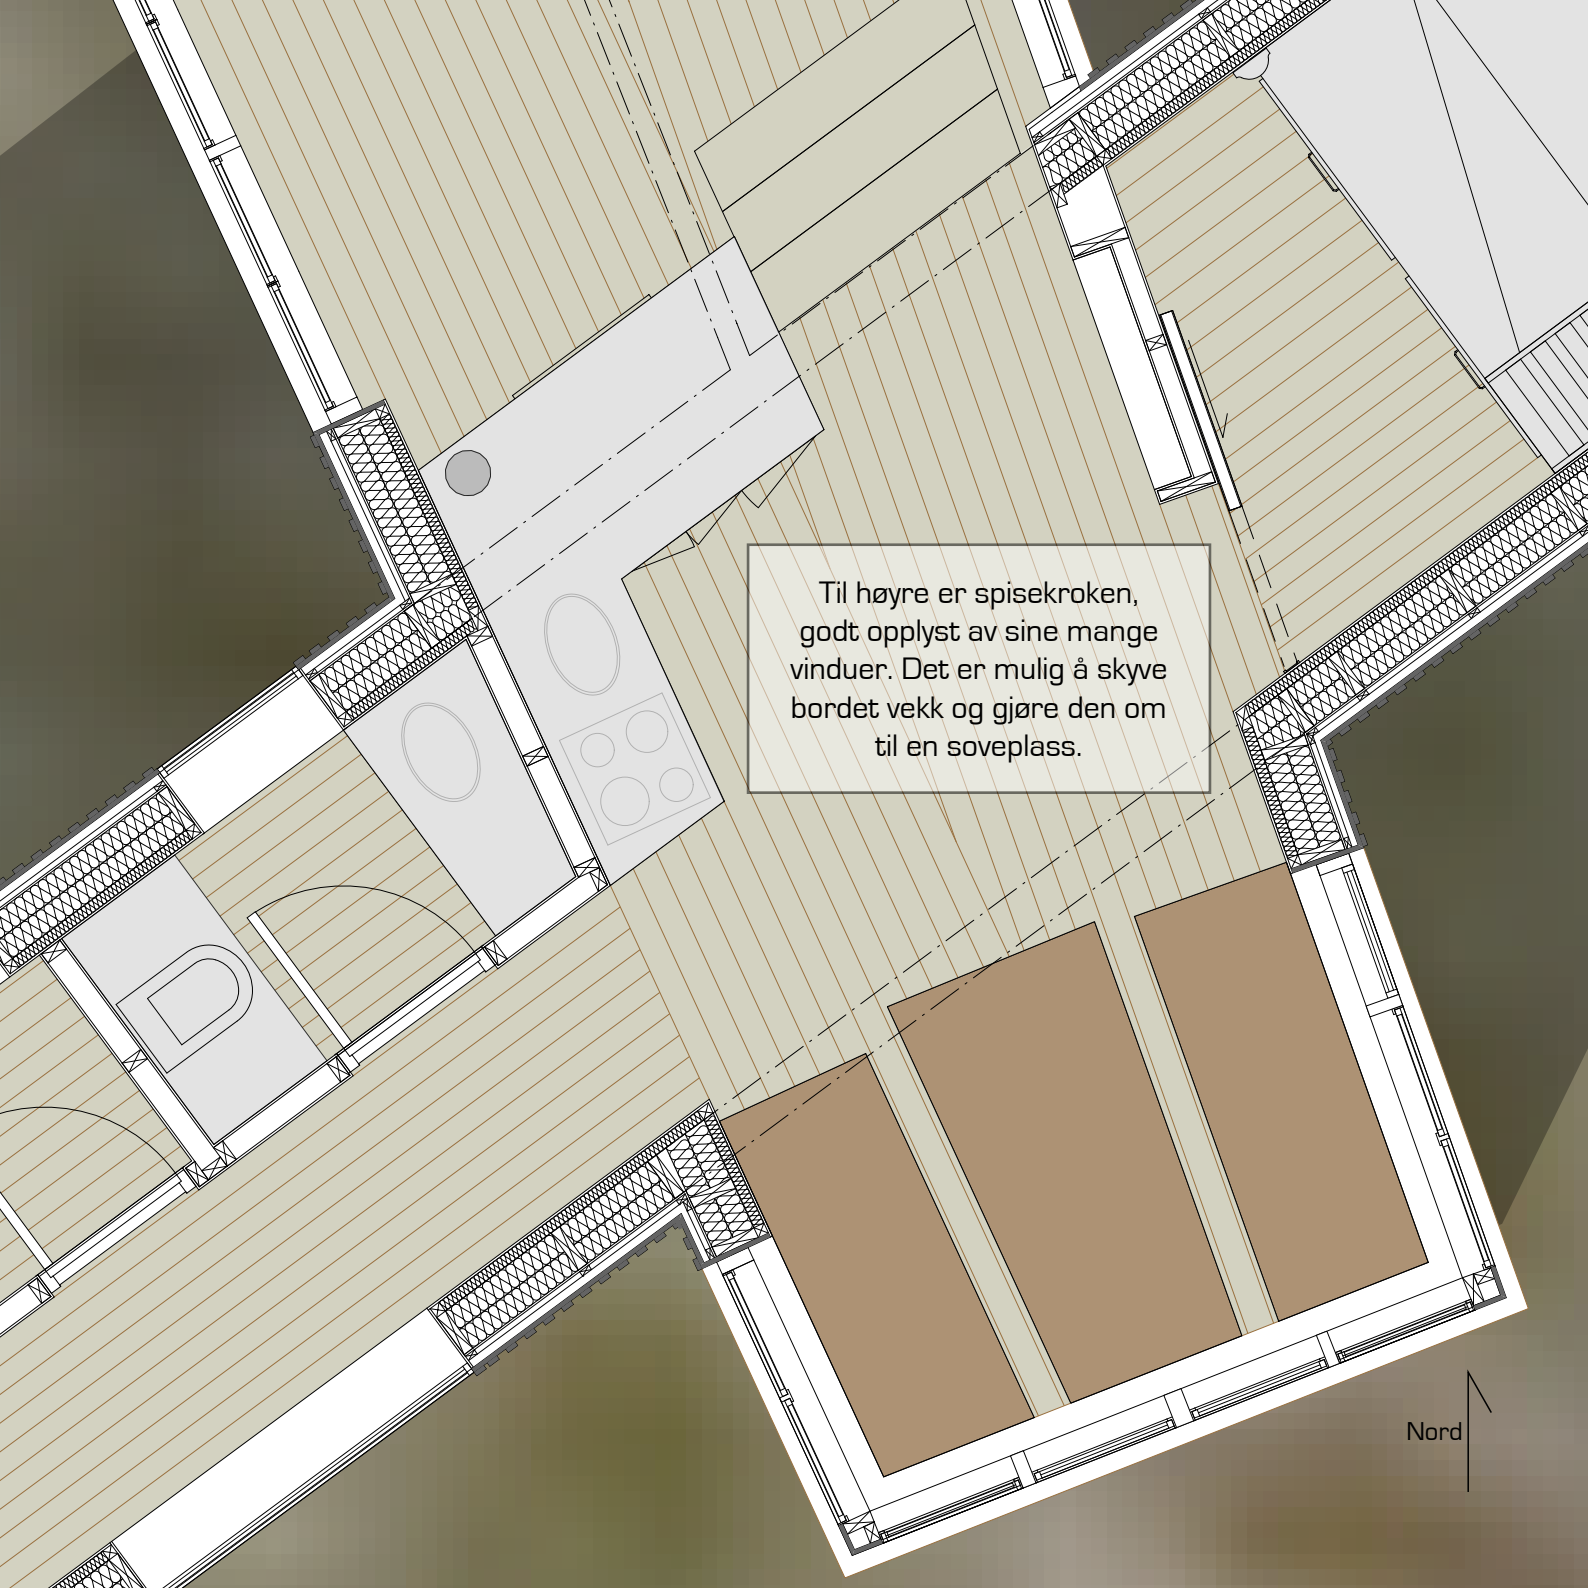 Til høyre er spisekroken,
godt opplyst av sine mange
vinduer. Det er mulig å skyve
bordet vekk og gjøre den om
til en soveplass.
Nord